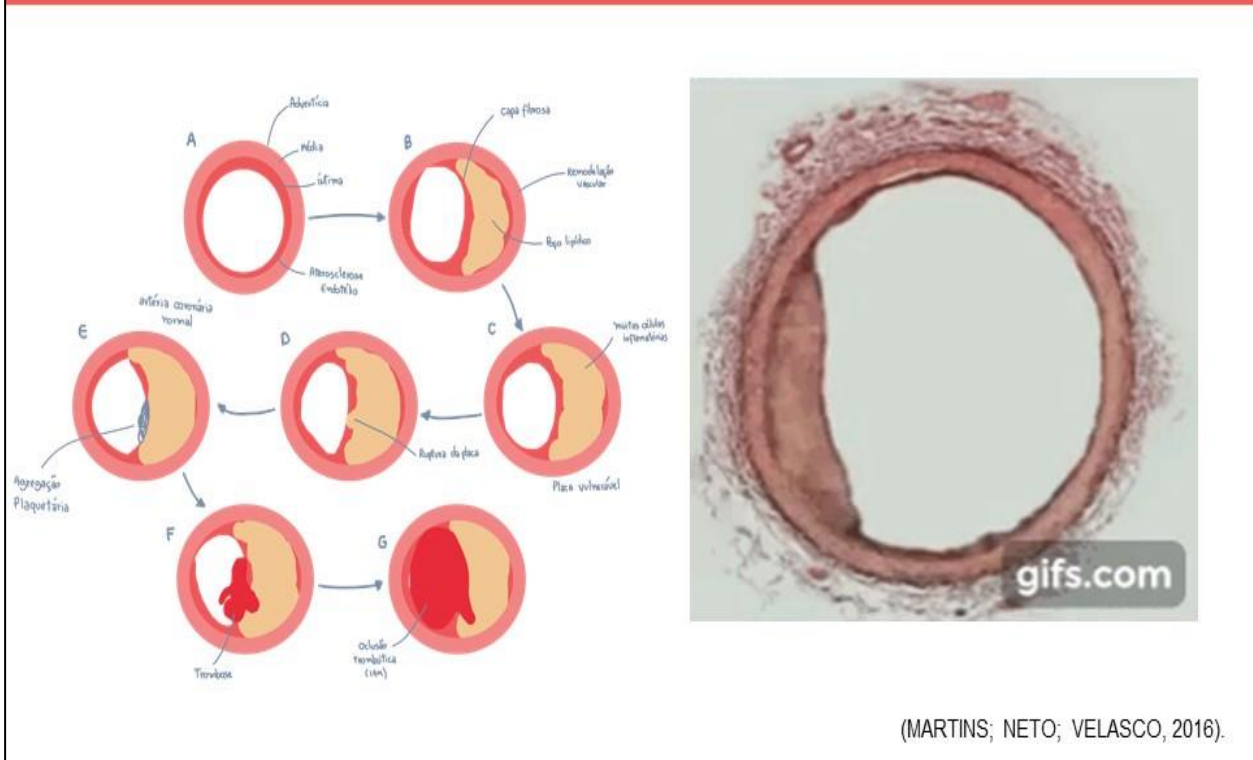 A
Adventícia
média
íntima
Aterosclerose
Endotélio
artéria coronária
normal
B
capa fibrosa
Remodelação
vascular
Poço lipídico
C
muitas células
inflamatórias
Placa vulnerável
D
Ruptura da placa
E
Agregação
Plaquetária
F
Trombose
G
Oclusão
trombótica
(IAM)
gifs.com
(MARTINS; NETO; VELASCO, 2016).